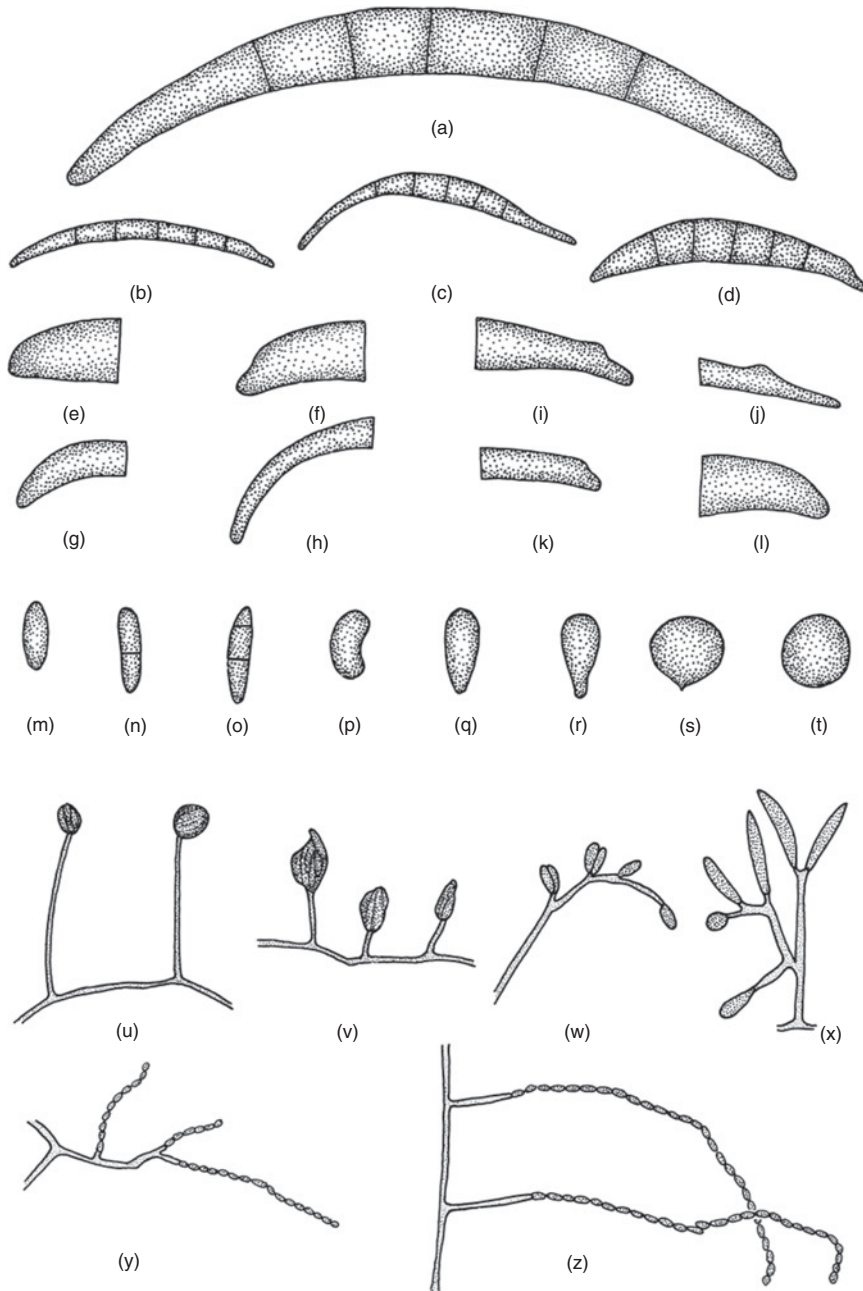 (a)
(b) (c) (d)
(e) (f) (i) (j)
(g) (h) (k) (l)
(m) (n) (o) (p) (q) (r) (s) (t)
(u) (v) (w) (x)
(y) (z)